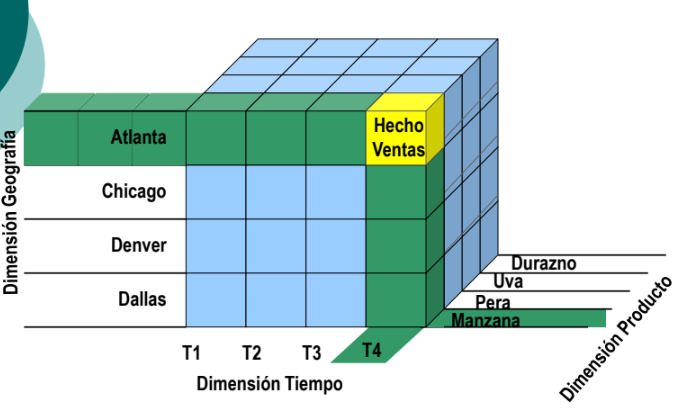 Dimensión Geografía
Atlanta
Hecho
Ventas
Chicago
Denver
Dallas
Durazno
Uva
Pera
Manzana
Dimensión Producto
T1
T2
T3
T4
Dimensión Tiempo